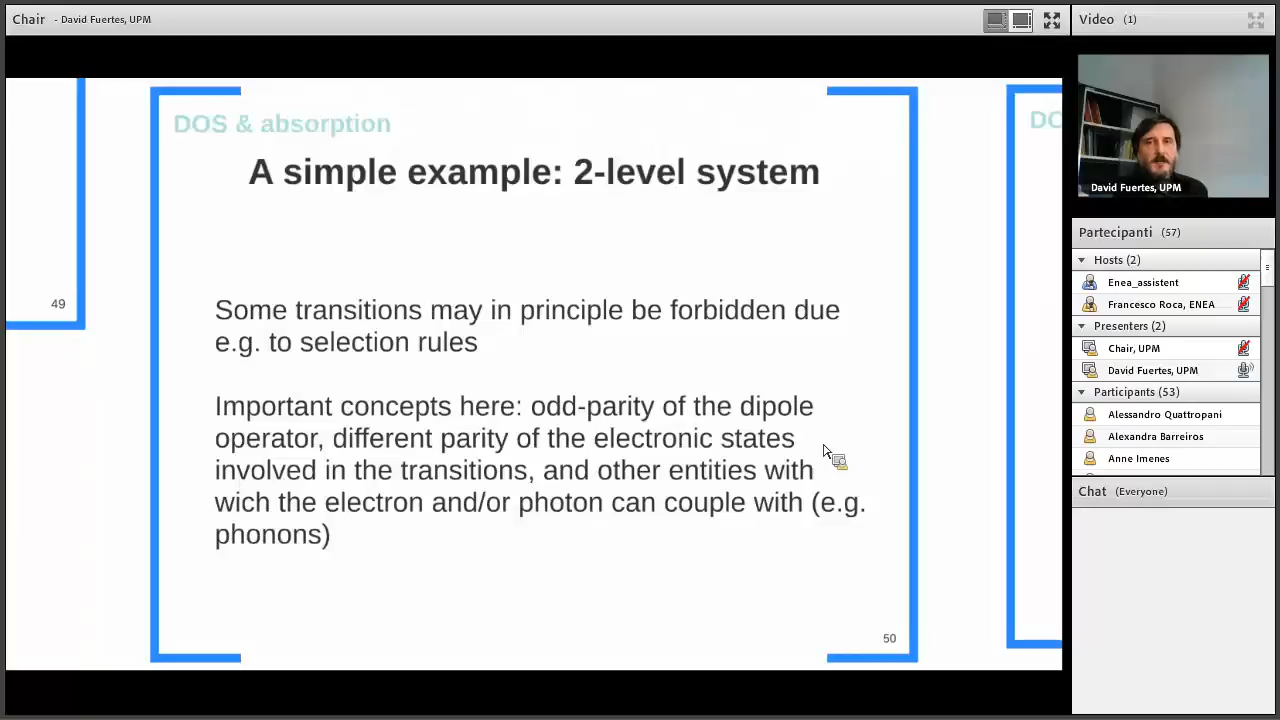 Chair - David Fuertes, UPM
DOS & absorption
A simple example: 2-level system
Some transitions may in principle be forbidden due
e.g. to selection rules
Important concepts here: odd-parity of the dipole
operator, different parity of the electronic states
involved in the transitions, and other entities with
wich the electron and/or photon can couple with (e.g.
phonons)
50
49
DO
Video (1)
David Fuertes, UPM
Partecipanti (57)
Hosts (2)
Enea_assistent
Francesco Roca, ENEA
Presenters (2)
Chair, UPM
David Fuertes, UPM
Participants (53)
Alessandro Quattropani
Alexandra Barreiros
Anne Imenes
Chat (Everyone)